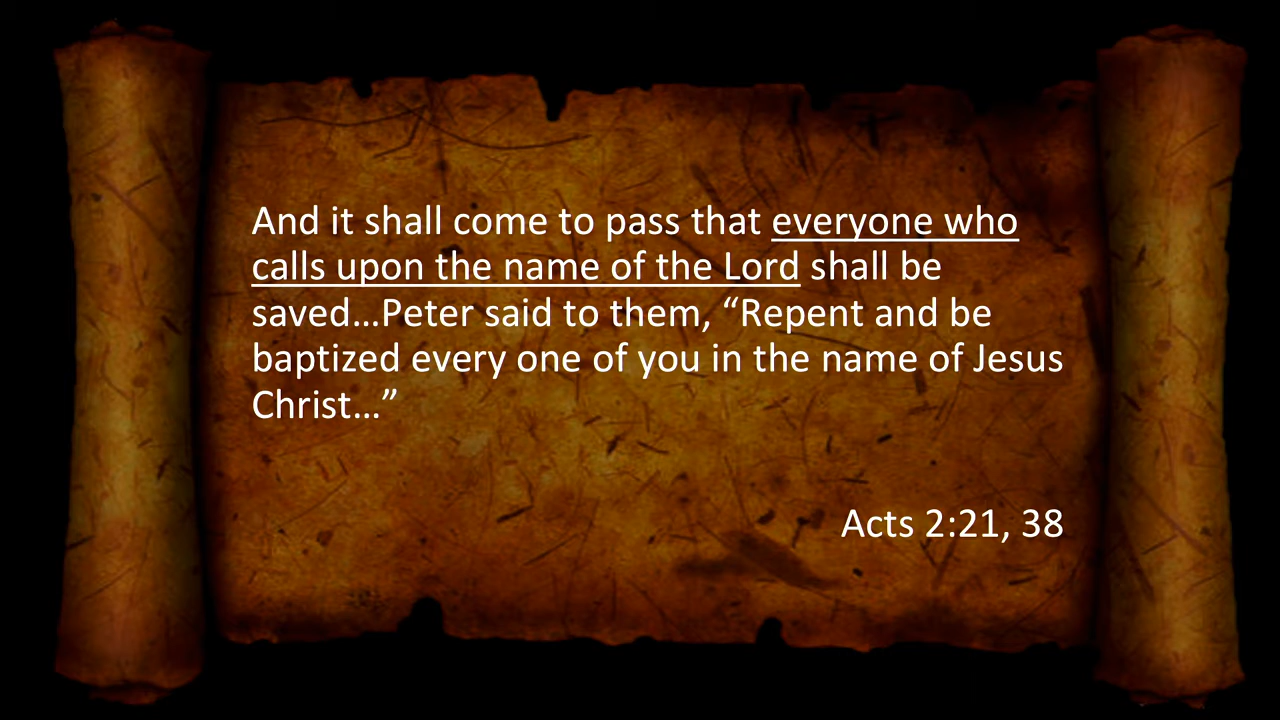 And it shall come to pass that everyone who
calls upon the name of the Lord shall be
saved…Peter said to them, “Repent and be
baptized every one of you in the name of Jesus
Christ…”
Acts 2:21, 38